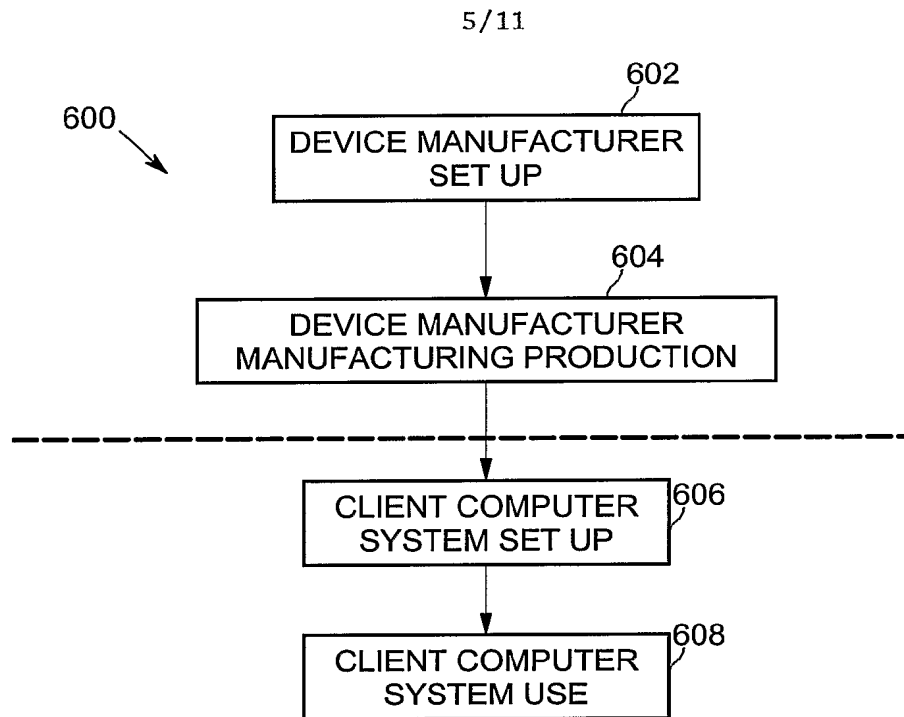 5/11
602
600
DEVICE MANUFACTURER
SET UP
604
DEVICE MANUFACTURER
MANUFACTURING PRODUCTION
606
CLIENT COMPUTER
SYSTEM SET UP
608
CLIENT COMPUTER
SYSTEM USE